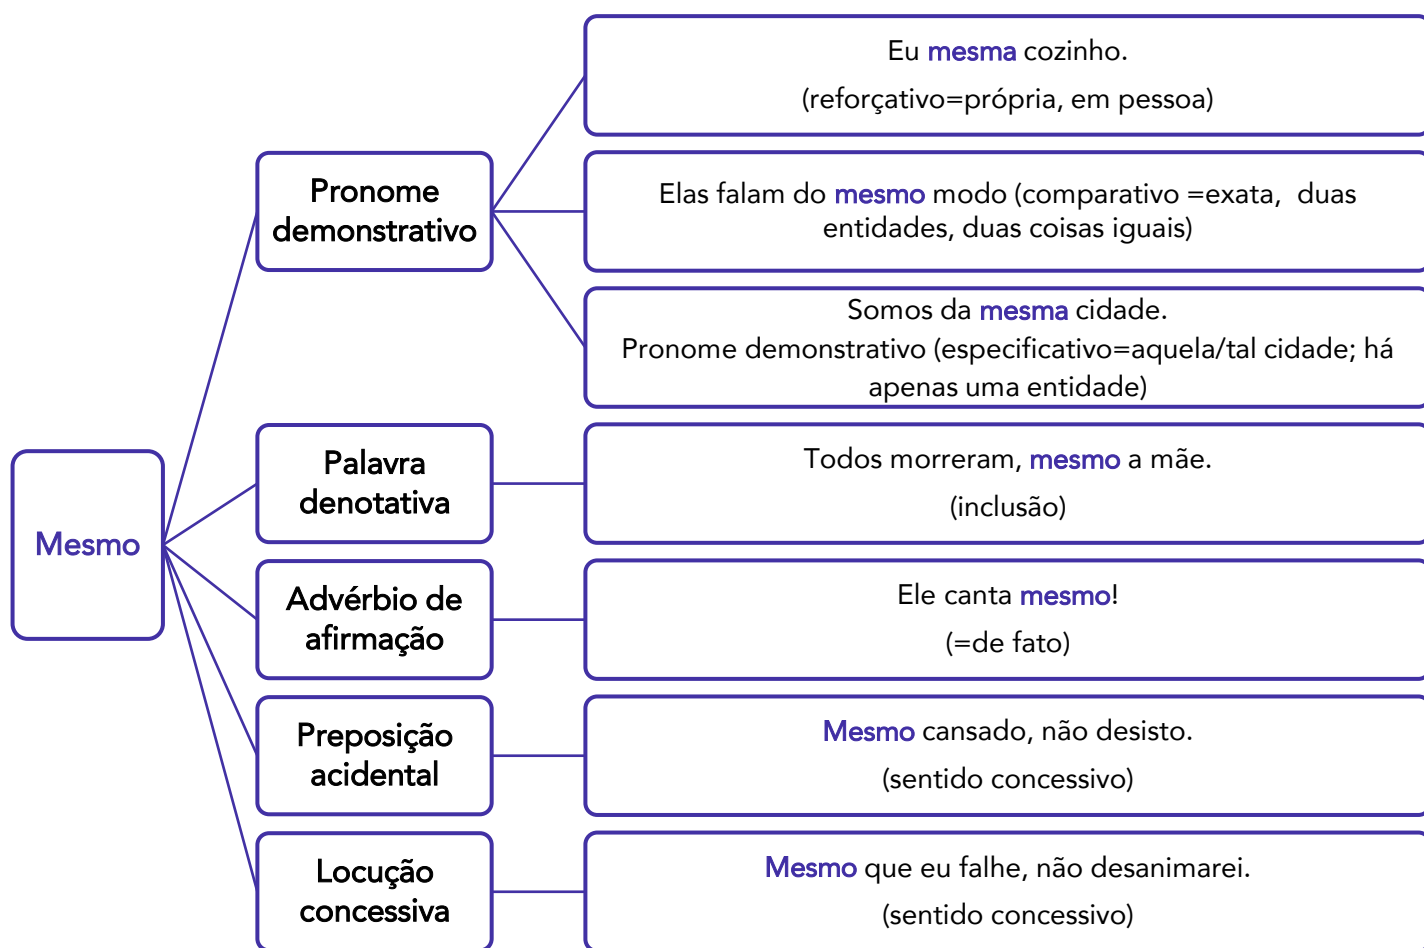 Mesmo
Pronome
demonstrativo
Eu mesma cozinho.
(reforçativo=própria, em pessoa)
Elas falam do mesmo modo (comparativo =exata,  duas
entidades, duas coisas iguais)
Somos da mesma cidade.
Pronome demonstrativo (especificativo=aquela/tal cidade; há
apenas uma entidade)
Palavra
denotativa
Todos morreram, mesmo a mãe.
(inclusão)
Advérbio de
afirmação
Ele canta mesmo!
(=de fato)
Preposição
acidental
Mesmo cansado, não desisto.
(sentido concessivo)
Locução
concessiva
Mesmo que eu falhe, não desanimarei.
(sentido concessivo)